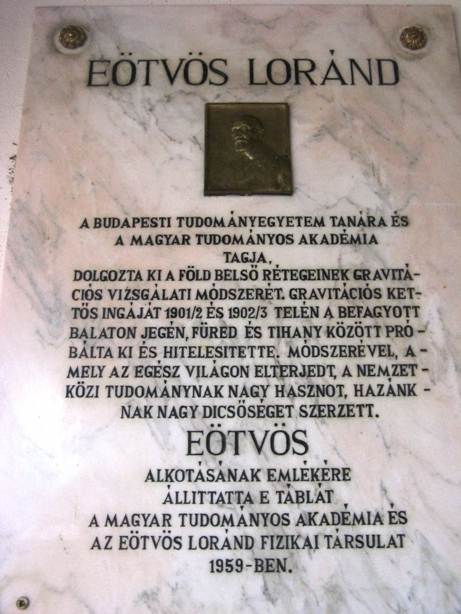 EÖTVÖS LORÁND
A BUDAPESTI TUDOMÁNYEGYETEM TANÁRA ÉS
A MAGYAR TUDOMÁNYOS AKADÉMIA
TAGJA,
DOLGOZTA KI A FÖLD BELSŐ RÉTEGEINEK GRAVITÁ-
CIÓS VIZSGÁLATI MÓDSZERÉT. GRAVITÁCIÓS KET-
TŐS INGÁJÁT 1901/2 ÉS 1902/3 TELÉN A BEFAGYOTT
BALATON JEGÉN, FÜRED ÉS TIHANY KÖZÖTT PRÓ-
BÁLTA KI ÉS HITELESITETTE. MÓDSZERÉVEL, A-
MELY AZ EGÉSZ VILÁGON ELTERJEDT, A NEMZET-
KÖZI TUDOMÁNYNAK NAGY HASZNOT, HAZÁNK-
NAK NAGY DICSŐSÉGET SZERZETT.
EÖTVÖS
ALKOTÁSÁNAK EMLÉKÉRE
ÁLLITTATTA E TÁBLÁT
A MAGYAR TUDOMÁNYOS AKADÉMIA ÉS
AZ EÖTVÖS LORÁND FIZIKAI TÁRSULAT
1959-BEN.